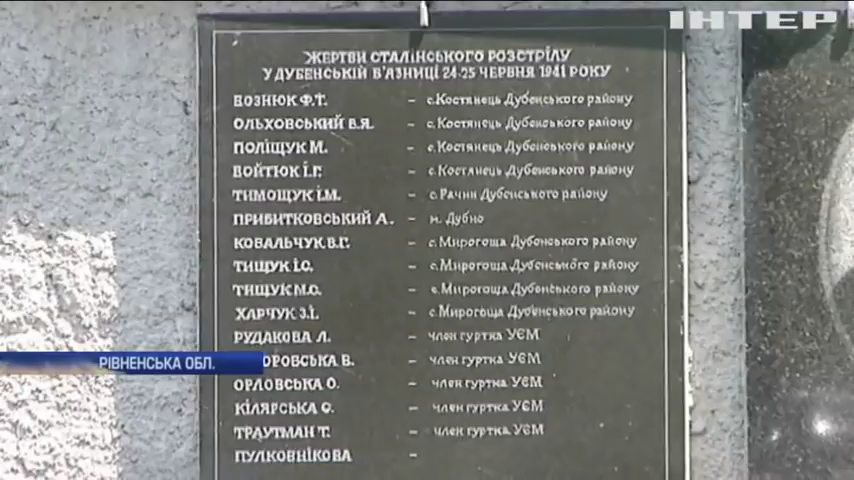 ІНТЕР
ЖЕРТВИ СТАЛІНСЬКОГО РОЗСТРІЛУ
У ДУБЕНСЬКІЙ В'ЯЗНИЦІ 24-25 ЧЕРВНЯ 1941 РОКУ
ВОЗНЮК Ф.Т. – с.Костянець Дубенського району
ОЛЬХОВСЬКИЙ В.Я. – с.Костянець Дубенського району
ПОЛІЩУК М. – с.Костянець Дубенського району
ВОЙТЮК І.Г. – с.Костянець Дубенського району
ТИМОЩУК І.М. – с.Рачин Дубенського району
ПРИБИТКОВСЬКИЙ А. – м. Дубно
КОВАЛЬЧУК В.Г. – с.Мирогоща Дубенського району
ТИЩУК І.О. – с.Мирогоща Дубенського району
ТИЩУК М.О. – с.Мирогоща Дубенського району
ХАРЧУК З.І. – с.Мирогоща Дубенського району
РУДАКОВА Л. – член гуртка УЄМ
РІВНЕНСЬКА ОБЛ.
ОРОВСЬКА В. – член гуртка УЄМ
ОРЛОВСЬКА О. – член гуртка УЄМ
КІЛЯРСЬКА О. – член гуртка УЄМ
ТРАУТМАН Т. – член гуртка УЄМ
ПУЛКОВНІКОВА –